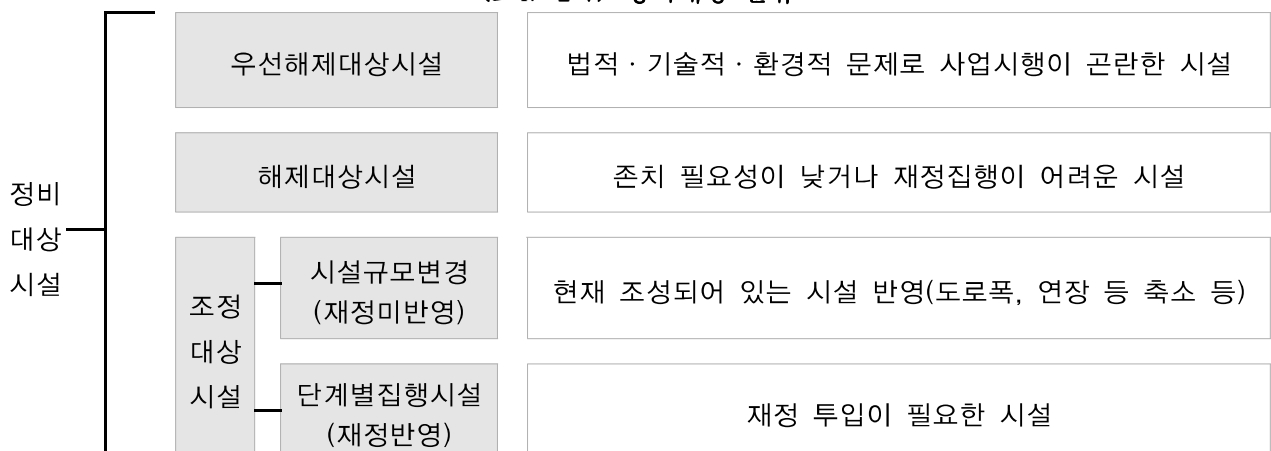 우선해제대상시설
법적 · 기술적 · 환경적 문제로 사업시행이 곤란한 시설
해제대상시설
존치 필요성이 낮거나 재정집행이 어려운 시설
정비
대상
시설
조정
대상
시설
시설규모변경
(재정미반영)
현재 조성되어 있는 시설 반영(도로폭, 연장 등 축소 등)
단계별집행시설
(재정반영)
재정 투입이 필요한 시설